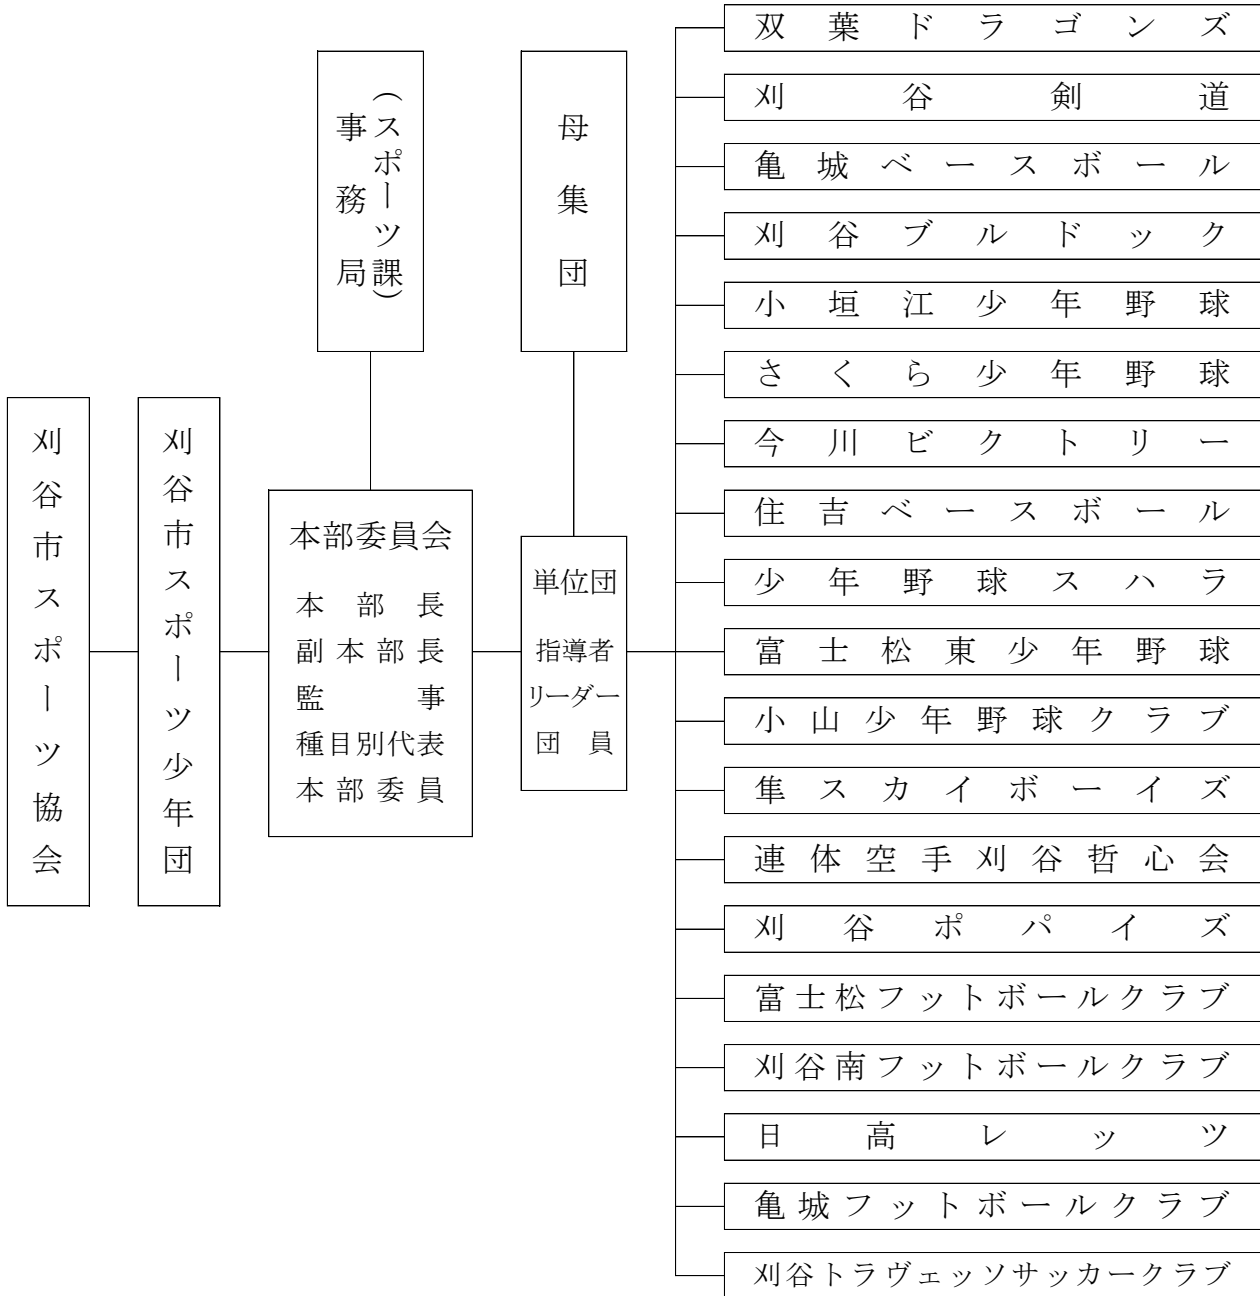 刈谷市スポーツ協会
刈谷市スポーツ少年団
事務局
(スポーツ課)
本部委員会
本部長
副本部長
監事
種目別代表
本部委員
母集団
単位団
指導者
リーダー
団員
双葉ドラゴンズ
刈谷剣道
亀城ベースボール
刈谷ブルドック
小垣江少年野球
さくら少年野球
今川ビクトリー
住吉ベースボール
少年野球スハラ
富士松東少年野球
小山少年野球クラブ
隼スカイボーイズ
連体空手刈谷哲心会
刈谷ポパイズ
富士松フットボールクラブ
刈谷南フットボールクラブ
日高レッツ
亀城フットボールクラブ
刈谷トラヴェッソサッカークラブ